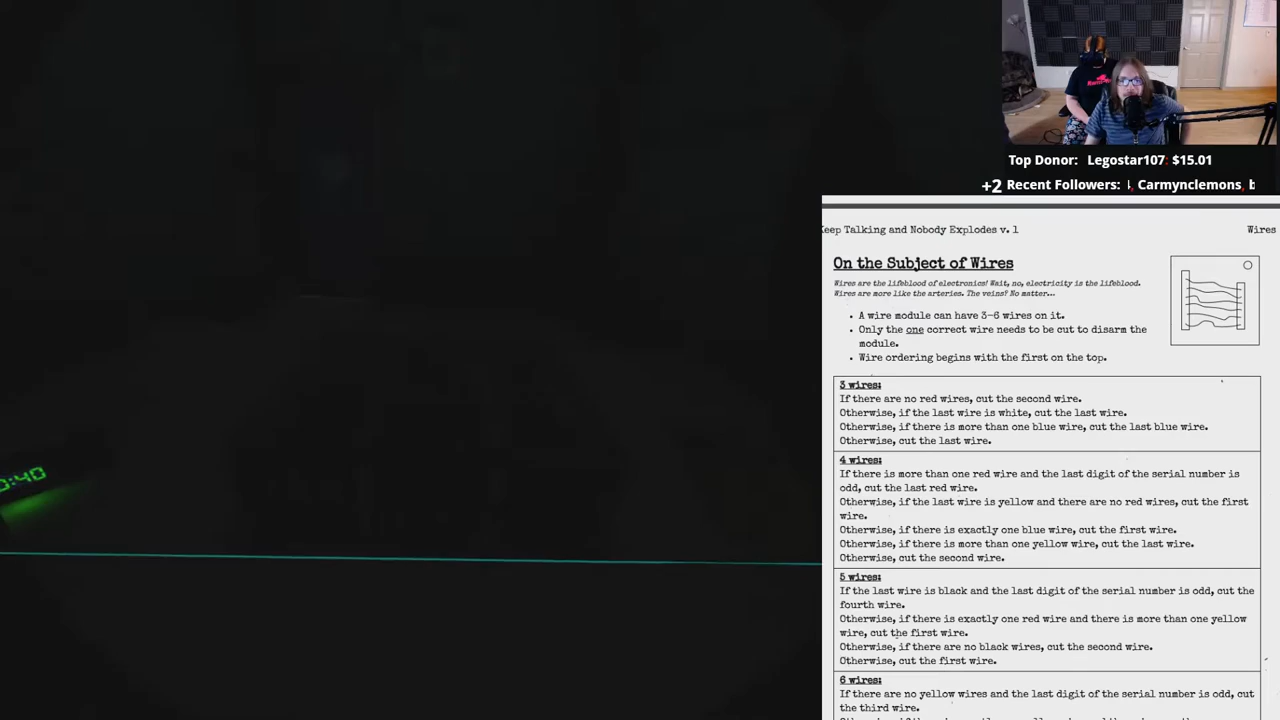 Top Donor: Legostar107: $15.01
+2 Recent Followers: Carmynclemons, b
Keep Talking and Nobody Explodes v. 1
Wires
On the Subject of Wires
Wires are the lifeblood of electronics! Wait, no, electricity is the lifeblood.
Wires are more like the arteries. The veins? No matter...
• A wire module can have 3-6 wires on it.
• Only the one correct wire needs to be cut to disarm the
module.
• Wire ordering begins with the first on the top.
3 wires:
If there are no red wires, cut the second wire.
Otherwise, if the last wire is white, cut the last wire.
Otherwise, if there is more than one blue wire, cut the last blue wire.
Otherwise, cut the last wire.
4 wires:
If there is more than one red wire and the last digit of the serial number is
odd, cut the last red wire.
Otherwise, if the last wire is yellow and there are no red wires, cut the first
wire.
Otherwise, if there is exactly one blue wire, cut the first wire.
Otherwise, if there is more than one yellow wire, cut the last wire.
Otherwise, cut the second wire.
5 wires:
If the last wire is black and the last digit of the serial number is odd, cut the
fourth wire.
Otherwise, if there is exactly one red wire and there is more than one yellow
wire, cut the first wire.
Otherwise, if there are no black wires, cut the second wire.
Otherwise, cut the first wire.
6 wires:
If there are no yellow wires and the last digit of the serial number is odd, cut
the third wire.
:40